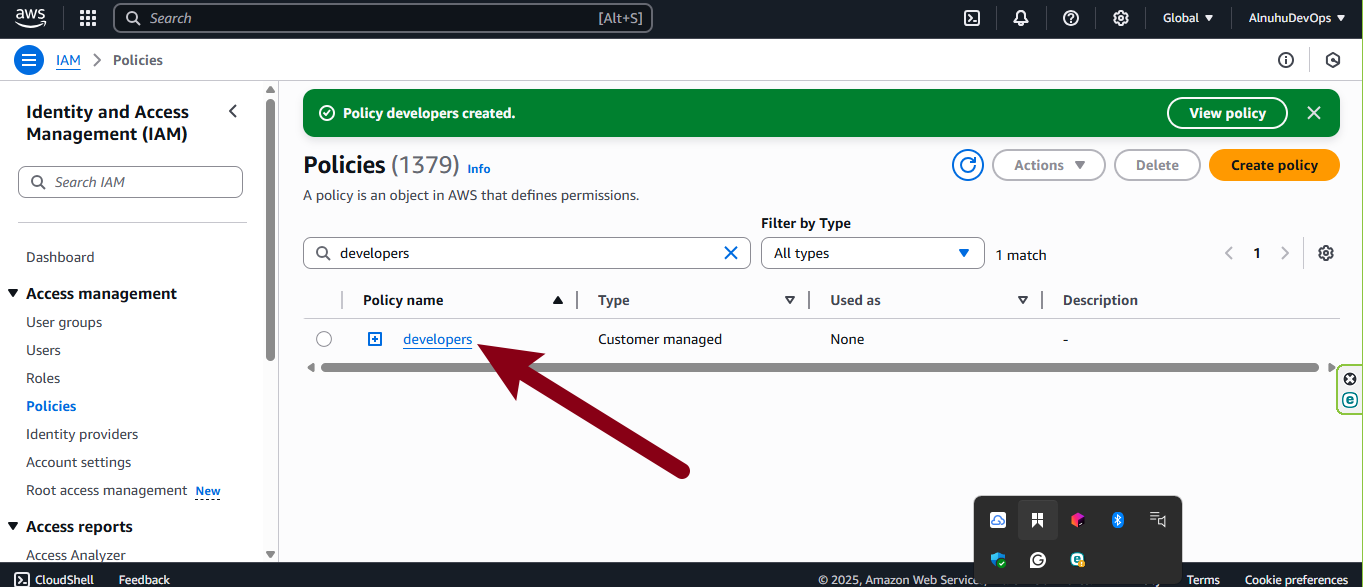 aws
Search [Alt+S]
Global
AlnuhuDevOps
IAM > Policies
Identity and Access
Management (IAM)
Search IAM
Dashboard
Access management
User groups
Users
Roles
Policies
Identity providers
Account settings
Root access management New
Access reports
Access Analyzer
Policy developers created.
View policy
Policies (1379) Info
Actions
Delete
Create policy
A policy is an object in AWS that defines permissions.
Filter by Type
developers
All types
1 match
1
Policy name
Type
Used as
Description
developers
Customer managed
None
-
CloudShell
Feedback
© 2025, Amazon Web Service
Terms
Cookie preferences